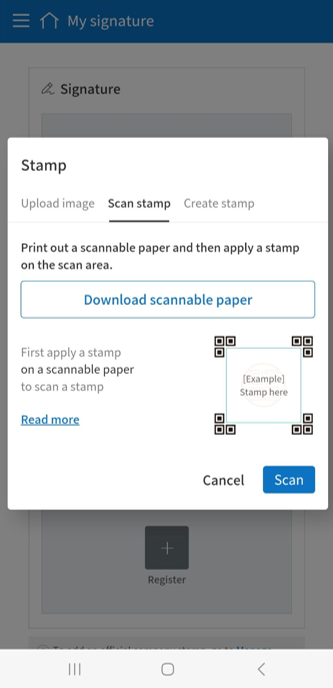 My signature
Signature
Stamp
Upload image Scan stamp Create stamp
Print out a scannable paper and then apply a stamp
on the scan area.
Download scannable paper
First apply a stamp
on a scannable paper
to scan a stamp
[Example]
Stamp here
Read more
Cancel Scan
Register